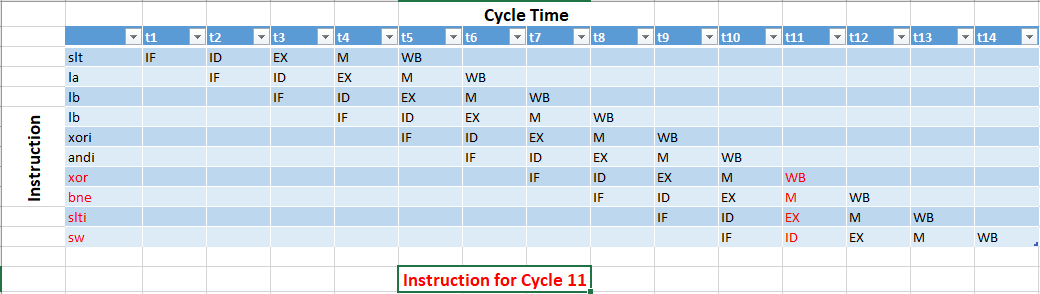 Cycle Time
t1 t2 t3 t4 t5 t6 t7 t8 t9 t10 t11 t12 t13 t14
slt IF ID EX M WB
la IF ID EX M WB
lb IF ID EX M WB
lb IF ID EX M WB
xori IF ID EX M WB
andi IF ID EX M WB
xor IF ID EX M WB
bne IF ID EX M WB
slti IF ID EX M WB
sw IF ID EX M WB
Instruction
Instruction for Cycle 11